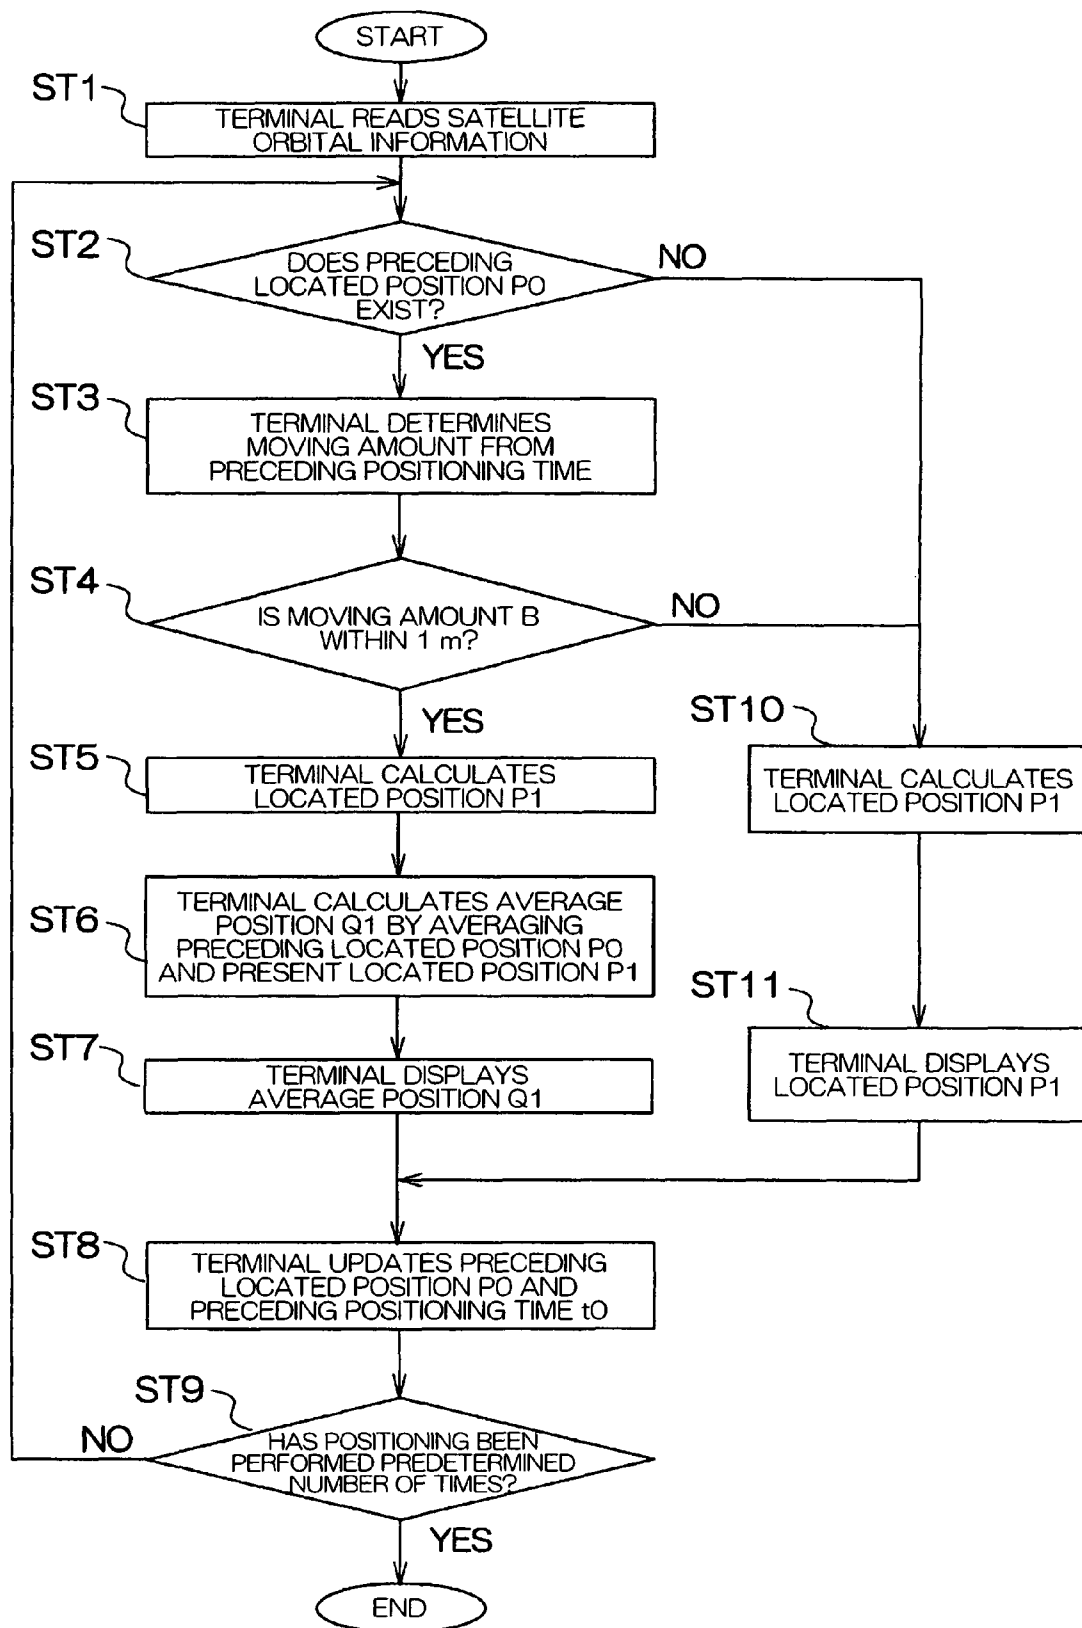 START
ST1
TERMINAL READS SATELLITE
ORBITAL INFORMATION
ST2
DOES PRECEDING
LOCATED POSITION P0
EXIST?
NO
YES
ST3
TERMINAL DETERMINES
MOVING AMOUNT FROM
PRECEDING POSITIONING TIME
ST4
IS MOVING AMOUNT B
WITHIN 1 m?
NO
YES
ST5
TERMINAL CALCULATES
LOCATED POSITION P1
ST10
TERMINAL CALCULATES
LOCATED POSITION P1
ST6
TERMINAL CALCULATES AVERAGE
POSITION Q1 BY AVERAGING
PRECEDING LOCATED POSITION P0
AND PRESENT LOCATED POSITION P1
ST7
TERMINAL DISPLAYS
AVERAGE POSITION Q1
ST11
TERMINAL DISPLAYS
LOCATED POSITION P1
ST8
TERMINAL UPDATES PRECEDING
LOCATED POSITION P0 AND
PRECEDING POSITIONING TIME t0
ST9
HAS POSITIONING BEEN
PERFORMED PREDETERMINED
NUMBER OF TIMES?
NO
YES
END